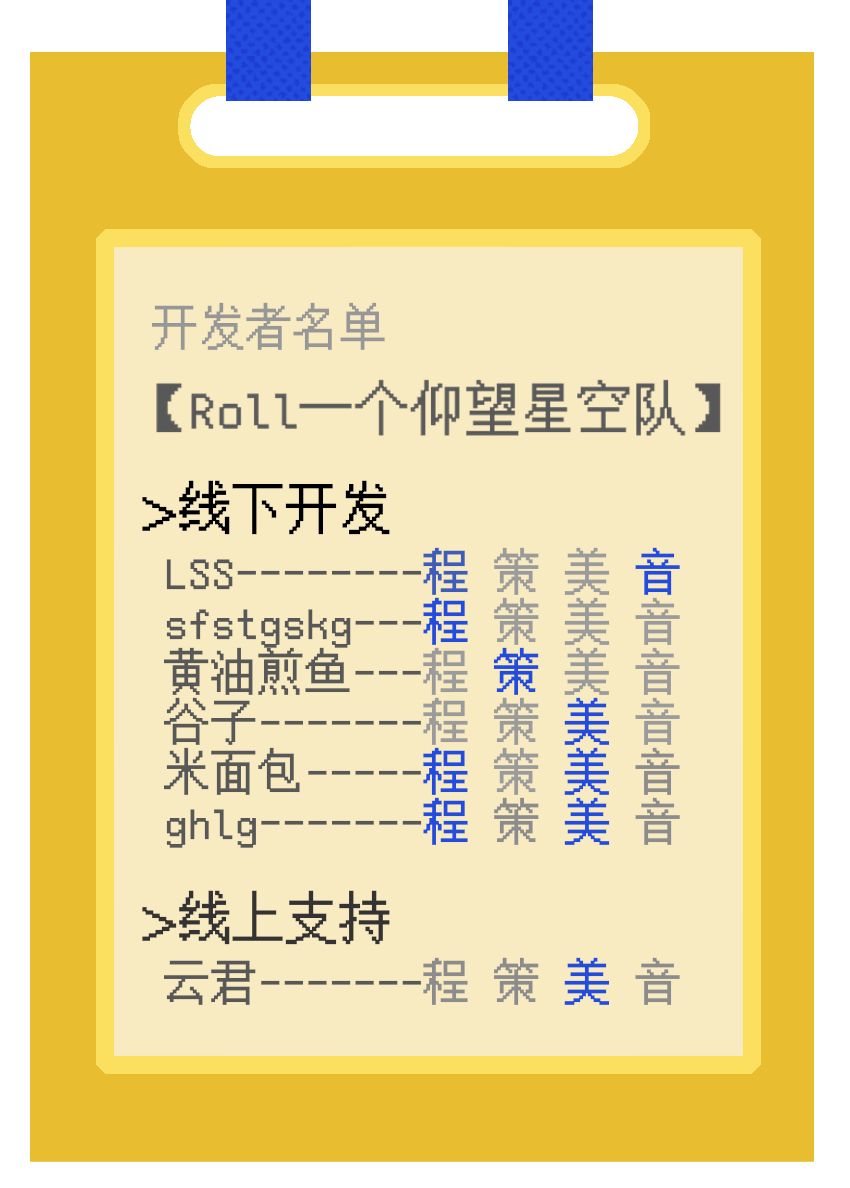 开发者名单
【Roll一个仰望星空队】
>线下开发
LSS--------程 策 美 音
sfstgskg---程 策 美 音
黄油煎鱼---程 策 美 音
谷子-------程 策 美 音
米面包-----程 策 美 音
ghlg-------程 策 美 音
>线上支持
云君-------程 策 美 音